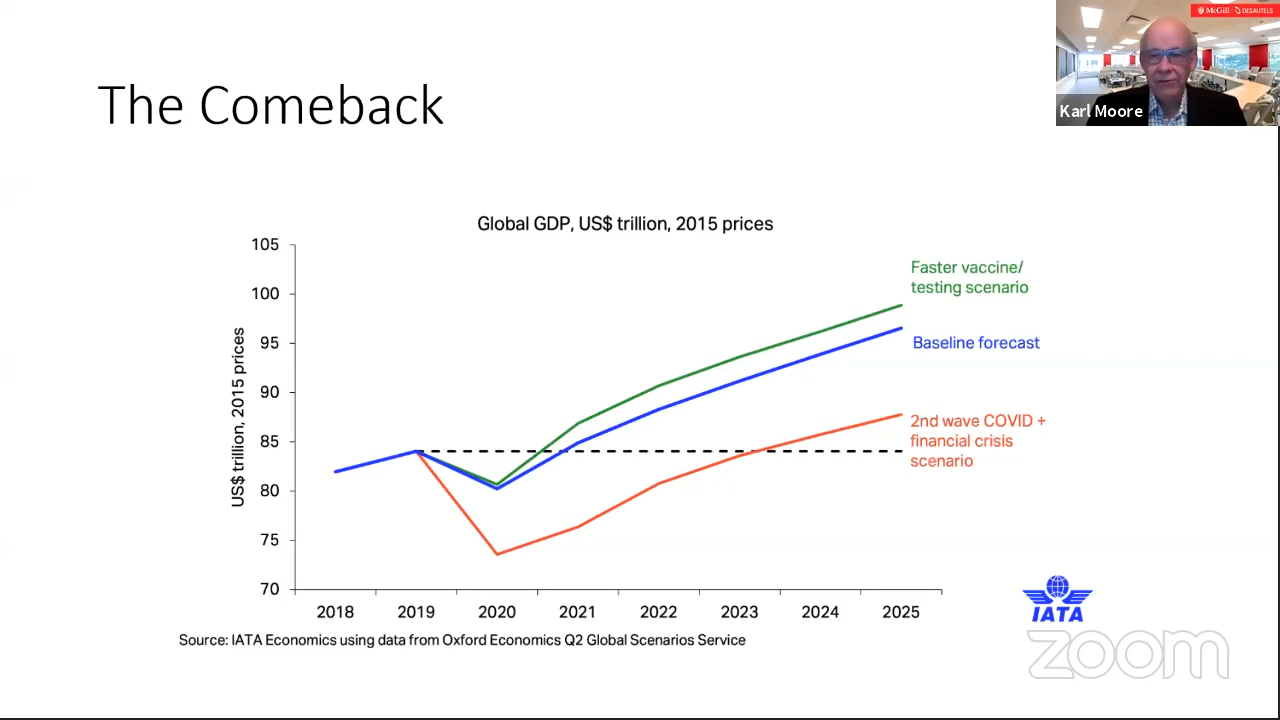 McGill DESAUTELS
Karl Moore
The Comeback
Global GDP, US$ trillion, 2015 prices
US$ trillion, 2015 prices
105
100
95
90
85
80
75
70
Faster vaccine/
testing scenario
Baseline forecast
2nd wave COVID +
financial crisis
scenario
2018 2019 2020 2021 2022 2023 2024 2025
Source: IATA Economics using data from Oxford Economics Q2 Global Scenarios Service
IATA
zoom